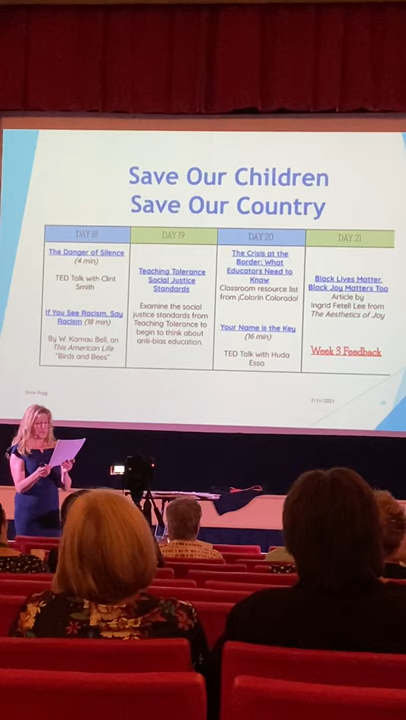 Save Our Children
Save Our Country
DAY 18
DAY 19
DAY 20
DAY 21
The Danger of Silence
(4 min)
TED Talk with Clint
Smith
If You See Racism, Say
Racism (18 min)
By W. Kamau Bell, on
This American Life
"Birds and Bees"
Teaching Tolerance
Social Justice
Standards
Examine the social
justice standards from
Teaching Tolerance to
begin to think about
anti-bias education.
The Crisis at the
Border: What
Educators Need to
Know
Classroom resource list
from ¡Colorín Colorado!
Your Name is the Key
(16 min)
TED Talk with Huda
Essa
Black Lives Matter,
Black Joy Matters Too
Article by
Ingrid Fetell Lee from
The Aesthetics of Joy
Week 3 Feedback